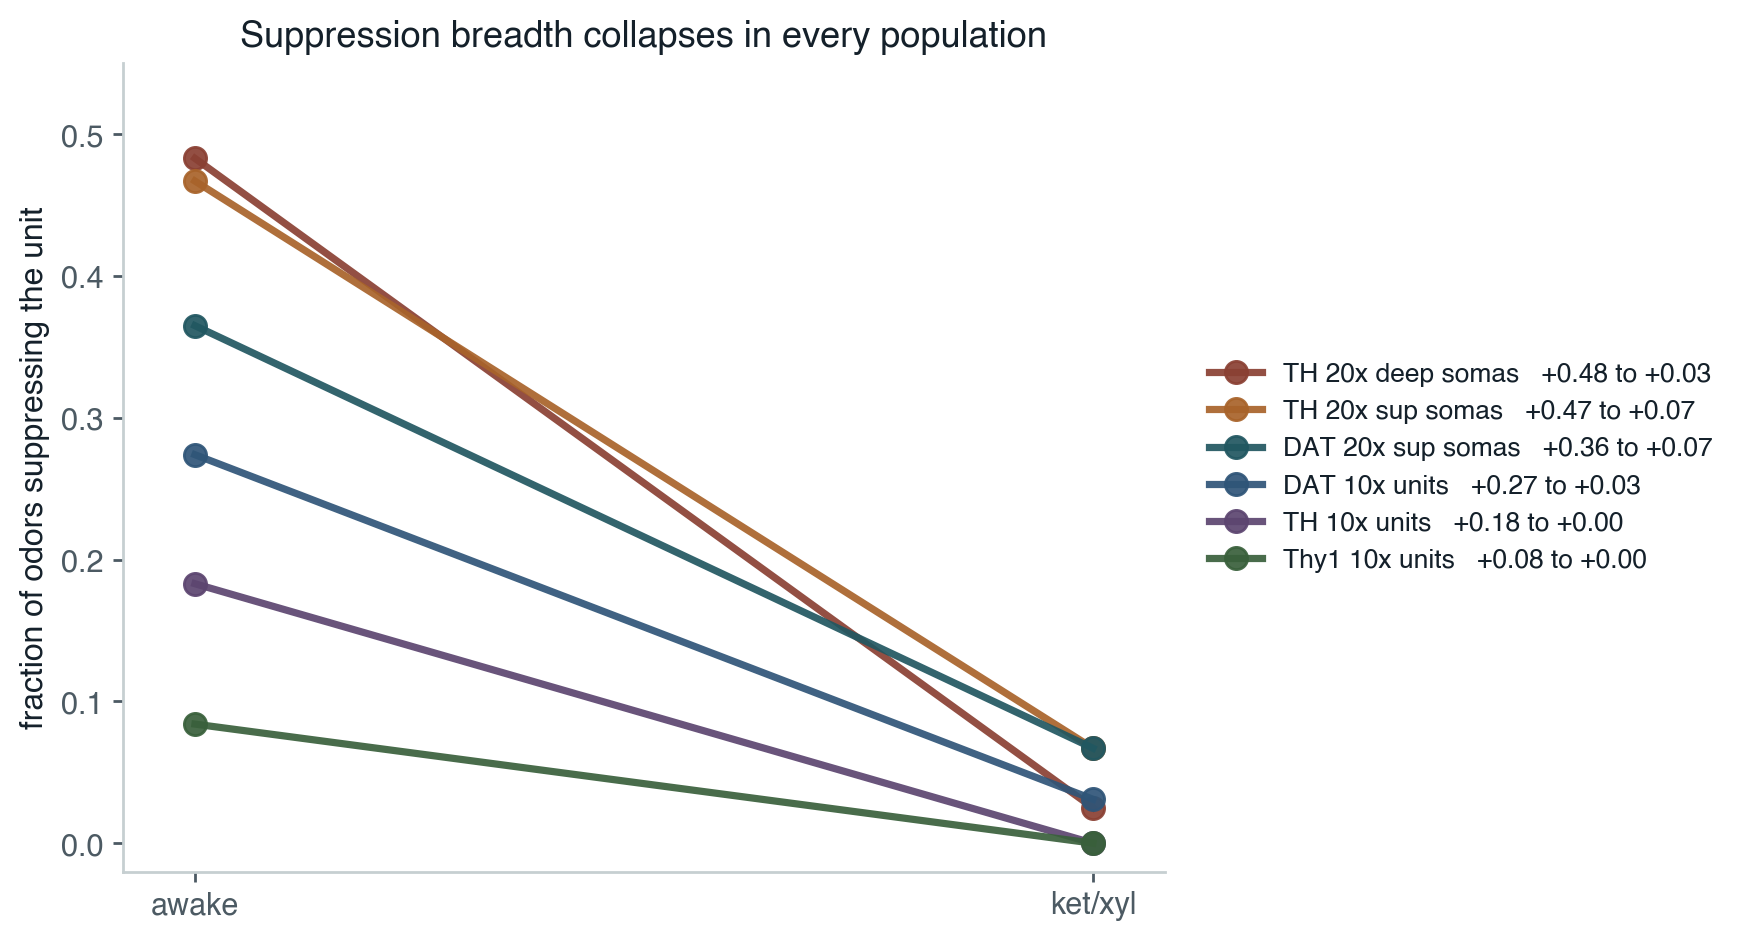 Suppression breadth collapses in every population
fraction of odors suppressing the unit
0.5
0.4
0.3
0.2
0.1
0.0
awake
ket/xyl
TH 20x deep somas +0.48 to +0.03
TH 20x sup somas +0.47 to +0.07
DAT 20x sup somas +0.36 to +0.07
DAT 10x units +0.27 to +0.03
TH 10x units +0.18 to +0.00
Thy1 10x units +0.08 to +0.00